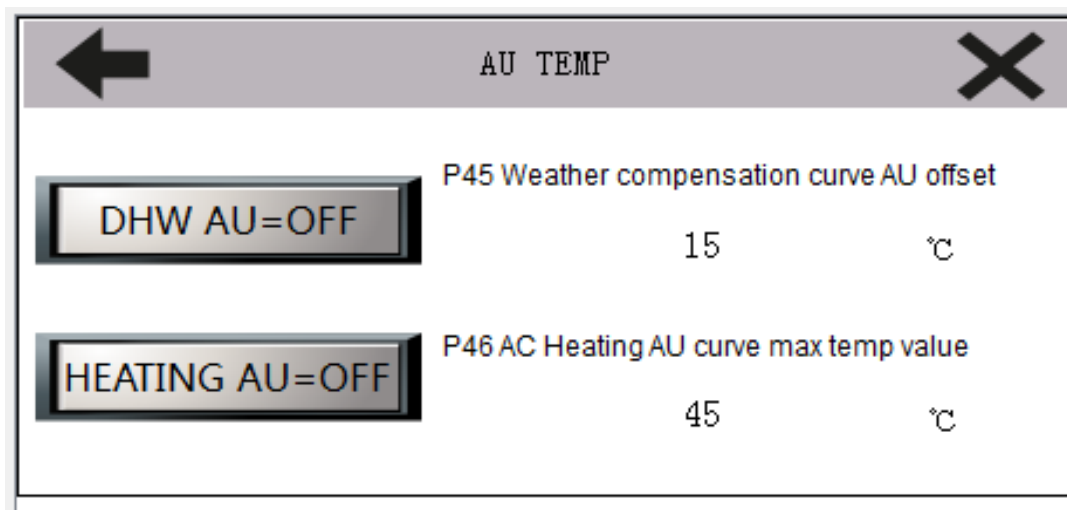 AU TEMP
DHW AU=OFF
P45 Weather compensation curve AU offset
15 ℃
HEATING AU=OFF
P46 AC Heating AU curve max temp value
45 ℃